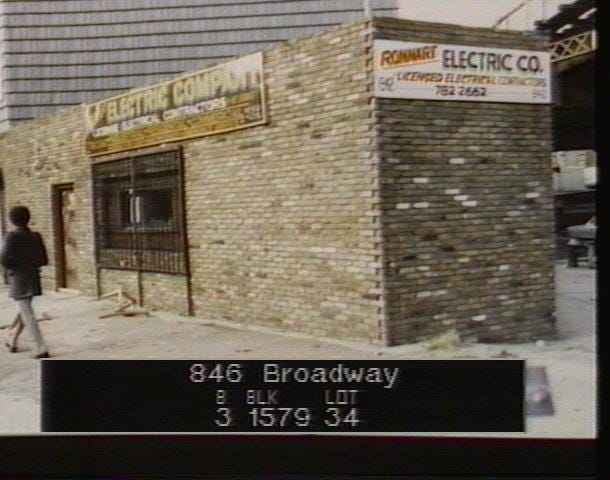 ELECTRIC COMPANY
LICENSED ELECTRICAL CONTRACTORS
RONNART ELECTRIC CO.
LICENSED ELECTRICAL CONTRACTORS
782-2662
846 Broadway
B BLK LOT
3 1579 34